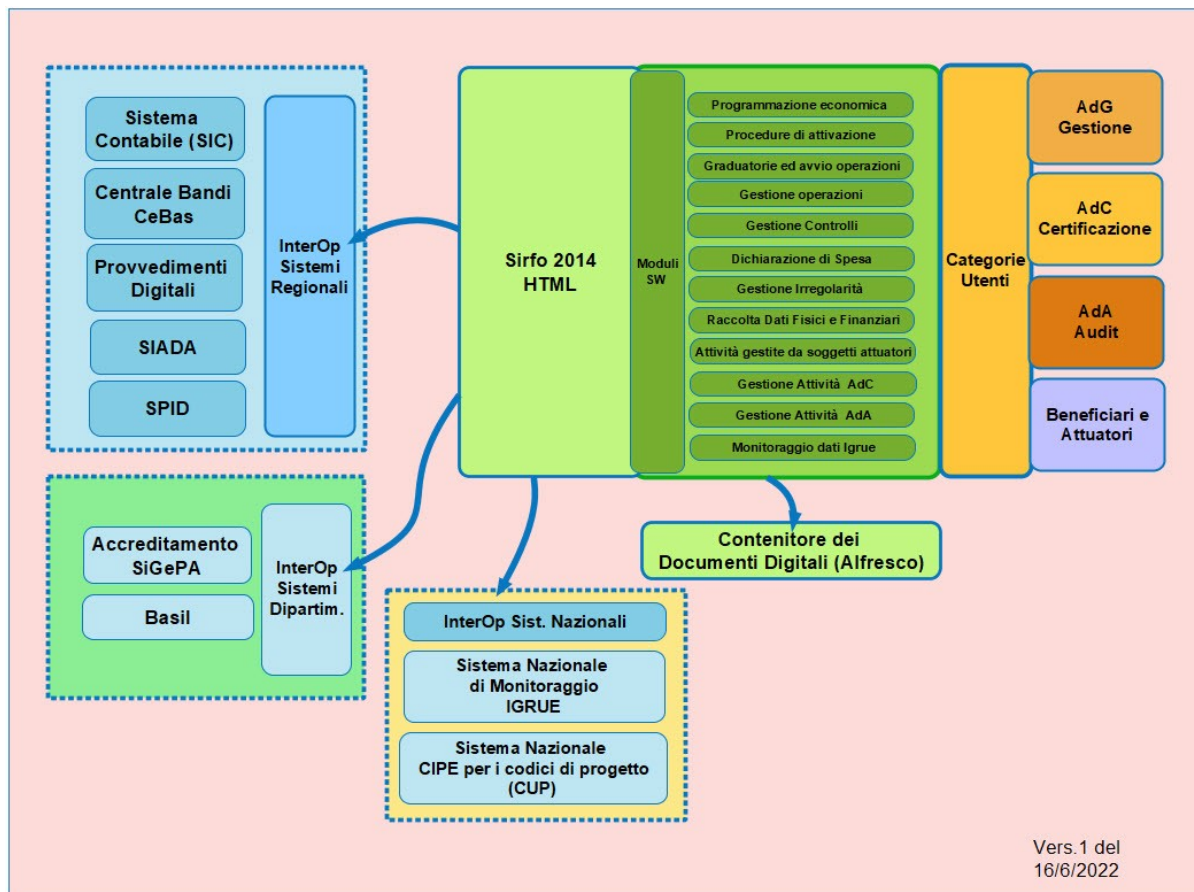 Sistema
Contabile (SIC)
Centrale Bandi
CeBas
Provvedimenti
Digitali
SIADA
SPID
InterOp
Sistemi
Regionali
Accreditamento
SiGePA
Basil
InterOp
Sistemi
Dipartim.
Sirfo 2014
HTML
Moduli
SW
Programmazione economica
Procedure di attivazione
Graduatorie ed avvio operazioni
Gestione operazioni
Gestione Controlli
Dichiarazione di Spesa
Gestione Irregolarità
Raccolta Dati Fisici e Finanziari
Attività gestite da soggetti attuatori
Gestione Attività AdC
Gestione Attività AdA
Monitoraggio dati Igrue
Categorie
Utenti
AdG
Gestione
AdC
Certificazione
AdA
Audit
Beneficiari e
Attuatori
Contenitore dei
Documenti Digitali (Alfresco)
InterOp Sist. Nazionali
Sistema Nazionale
di Monitoraggio
IGRUE
Sistema Nazionale
CIPE per i codici di progetto
(CUP)
Vers.1 del
16/6/2022